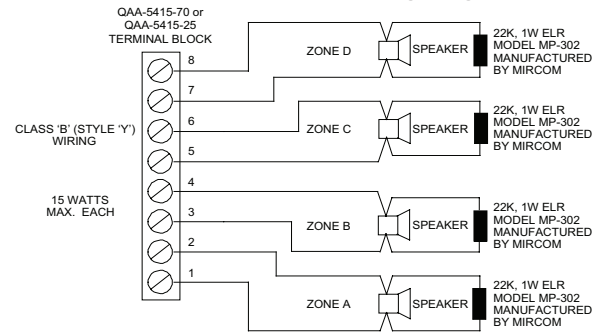 QAA-5415-70 or
QAA-5415-25
TERMINAL BLOCK
CLASS 'B' (STYLE 'Y')
WIRING
15 WATTS
MAX. EACH
8
7
6
5
4
3
2
1
ZONE D
SPEAKER
22K, 1W ELR
MODEL MP-302
MANUFACTURED
BY MIRCOM
ZONE C
SPEAKER
22K, 1W ELR
MODEL MP-302
MANUFACTURED
BY MIRCOM
ZONE B
SPEAKER
22K, 1W ELR
MODEL MP-302
MANUFACTURED
BY MIRCOM
ZONE A
SPEAKER
22K, 1W ELR
MODEL MP-302
MANUFACTURED
BY MIRCOM